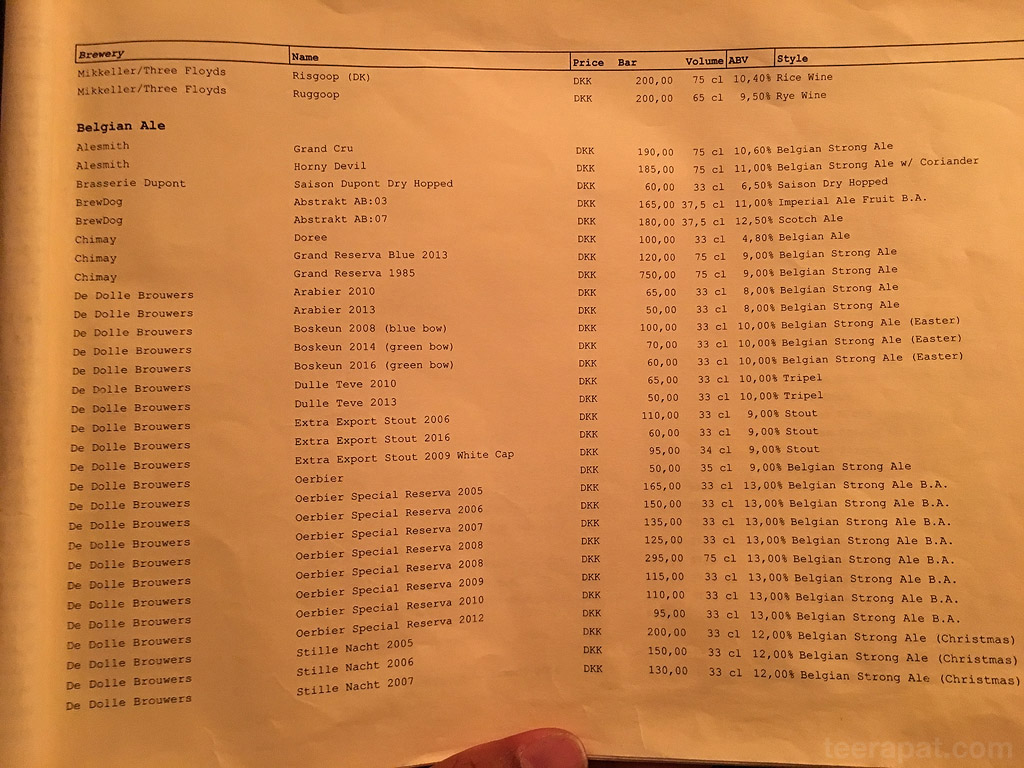 Brewery Name Price Bar Volume ABV Style
Mikkeller/Three Floyds Risgoop (DK) DKK 200,00 75 cl 10,40% Rice Wine
Mikkeller/Three Floyds Ruggoop DKK 200,00 65 cl 9,50% Rye Wine
Belgian Ale
Alesmith Grand Cru DKK 190,00 75 cl 10,60% Belgian Strong Ale
Alesmith Horny Devil DKK 185,00 75 cl 11,00% Belgian Strong Ale w/ Coriander
Brasserie Dupont Saison Dupont Dry Hopped DKK 60,00 33 cl 6,50% Saison Dry Hopped
BrewDog Abstrakt AB:03 DKK 165,00 37,5 cl 11,00% Imperial Ale Fruit B.A.
BrewDog Abstrakt AB:07 DKK 180,00 37,5 cl 12,50% Scotch Ale
Chimay Doree DKK 100,00 33 cl 4,80% Belgian Ale
Chimay Grand Reserva Blue 2013 DKK 120,00 75 cl 9,00% Belgian Strong Ale
Chimay Grand Reserva 1985 DKK 750,00 75 cl 9,00% Belgian Strong Ale
De Dolle Brouwers Arabier 2010 DKK 65,00 33 cl 8,00% Belgian Strong Ale
De Dolle Brouwers Arabier 2013 DKK 50,00 33 cl 8,00% Belgian Strong Ale
De Dolle Brouwers Boskeun 2008 (blue bow) DKK 100,00 33 cl 10,00% Belgian Strong Ale (Easter)
De Dolle Brouwers Boskeun 2014 (green bow) DKK 70,00 33 cl 10,00% Belgian Strong Ale (Easter)
De Dolle Brouwers Boskeun 2016 (green bow) DKK 60,00 33 cl 10,00% Belgian Strong Ale (Easter)
De Dolle Brouwers Dulle Teve 2010 DKK 65,00 33 cl 10,00% Tripel
De Dolle Brouwers Dulle Teve 2013 DKK 50,00 33 cl 10,00% Tripel
De Dolle Brouwers Extra Export Stout 2006 DKK 110,00 33 cl 9,00% Stout
De Dolle Brouwers Extra Export Stout 2016 DKK 60,00 33 cl 9,00% Stout
De Dolle Brouwers Extra Export Stout 2009 White Cap DKK 95,00 34 cl 9,00% Stout
De Dolle Brouwers Oerbier DKK 50,00 35 cl 9,00% Belgian Strong Ale
De Dolle Brouwers Oerbier Special Reserva 2005 DKK 165,00 33 cl 13,00% Belgian Strong Ale B.A.
De Dolle Brouwers Oerbier Special Reserva 2006 DKK 150,00 33 cl 13,00% Belgian Strong Ale B.A.
De Dolle Brouwers Oerbier Special Reserva 2007 DKK 135,00 33 cl 13,00% Belgian Strong Ale B.A.
De Dolle Brouwers Oerbier Special Reserva 2008 DKK 125,00 33 cl 13,00% Belgian Strong Ale B.A.
De Dolle Brouwers Oerbier Special Reserva 2008 DKK 295,00 75 cl 13,00% Belgian Strong Ale B.A.
De Dolle Brouwers Oerbier Special Reserva 2009 DKK 115,00 33 cl 13,00% Belgian Strong Ale B.A.
De Dolle Brouwers Oerbier Special Reserva 2010 DKK 110,00 33 cl 13,00% Belgian Strong Ale B.A.
De Dolle Brouwers Oerbier Special Reserva 2012 DKK 95,00 33 cl 13,00% Belgian Strong Ale B.A.
De Dolle Brouwers Stille Nacht 2005 DKK 200,00 33 cl 12,00% Belgian Strong Ale (Christmas)
De Dolle Brouwers Stille Nacht 2006 DKK 150,00 33 cl 12,00% Belgian Strong Ale (Christmas)
De Dolle Brouwers Stille Nacht 2007 DKK 130,00 33 cl 12,00% Belgian Strong Ale (Christmas)
teerapat.com